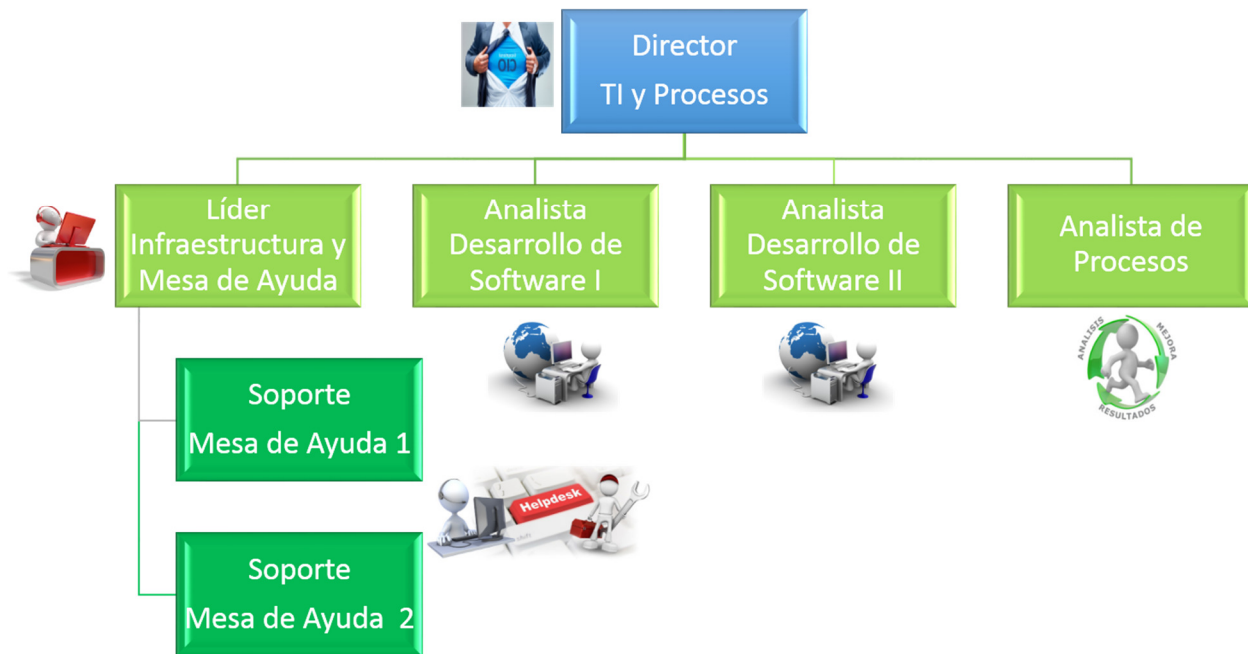 Director
TI y Procesos
Líder
Infraestructura y
Mesa de Ayuda
Analista
Desarrollo de
Software I
Analista
Desarrollo de
Software II
Analista de
Procesos
ANALISIS
MEJORA
RESULTADOS
Soporte
Mesa de Ayuda 1
Helpdesk
Soporte
Mesa de Ayuda 2